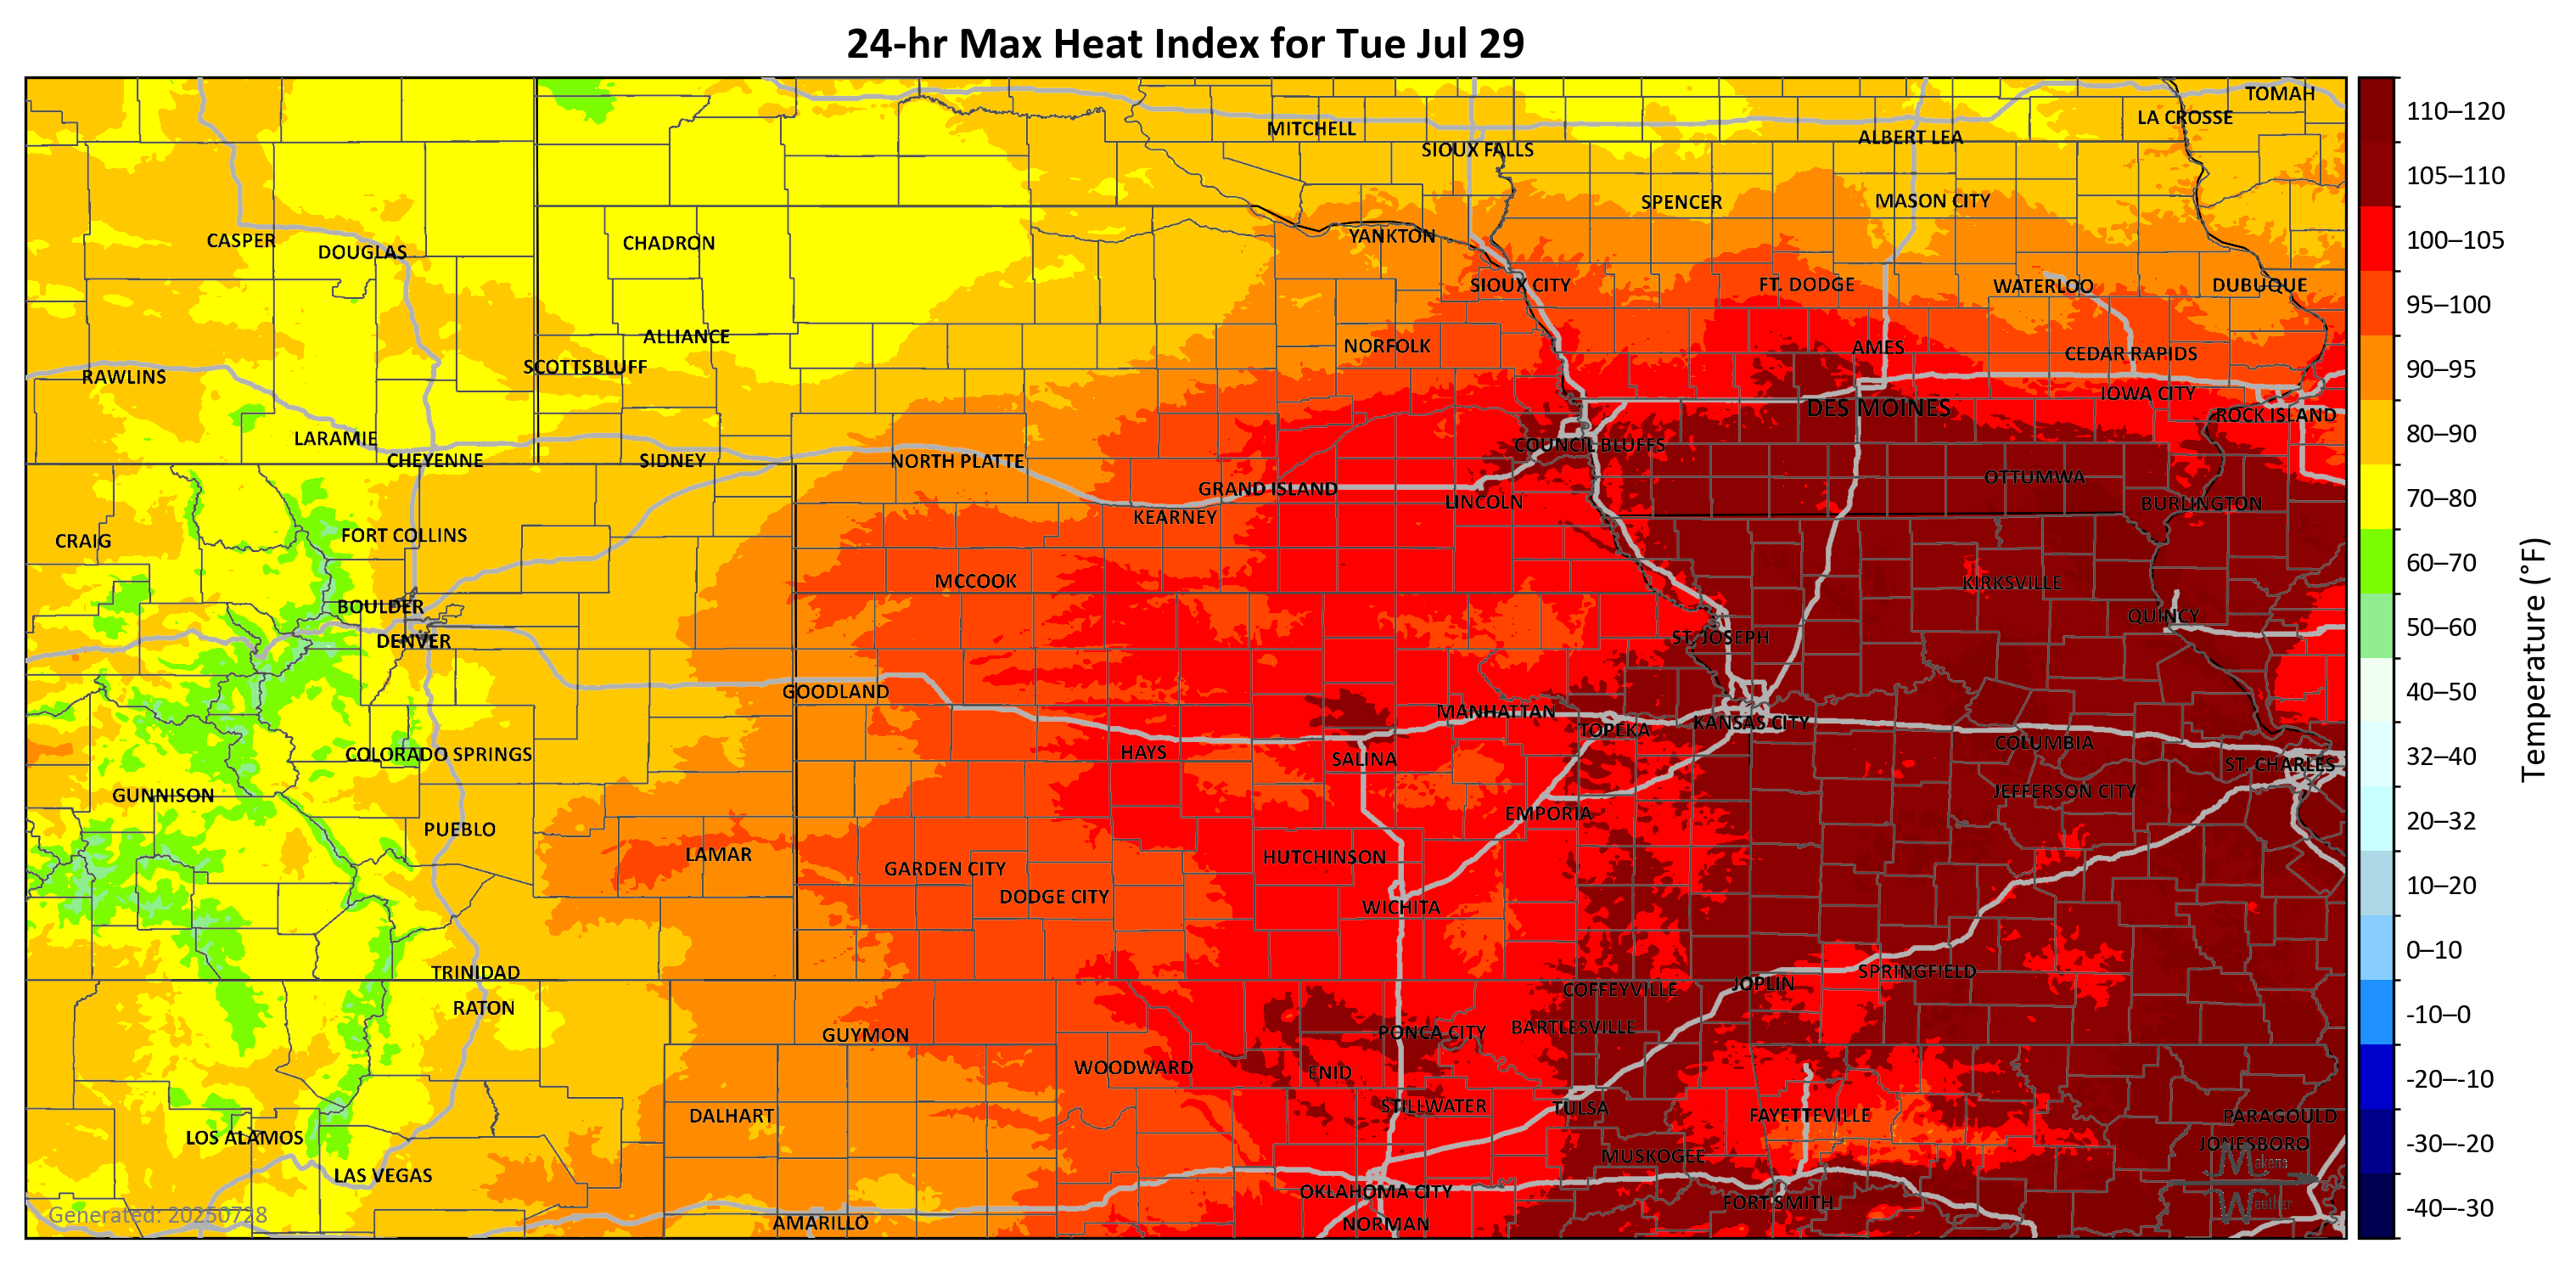 24-hr Max Heat Index for Tue Jul 29
TOMAH
LA CROSSE
MITCHELL
ALBERT LEA
SIOUX FALLS
SPENCER
MASON CITY
CASPER
DOUGLAS
CHADRON
YANKTON
SIOUX CITY
FT. DODGE
WATERLOO
DUBUQUE
ALLIANCE
NORFOLK
AMES
CEDAR RAPIDS
SCOTTSBLUFF
RAWLINS
IOWA CITY
DES MOINES
ROCK ISLAND
LARAMIE
COUNCIL BLUFFS
CHEYENNE
SIDNEY
NORTH PLATTE
OTTUMWA
GRAND ISLAND
LINCOLN
BURLINGTON
KEARNEY
FORT COLLINS
CRAIG
MCCOOK
KIRKSVILLE
BOULDER
QUINCY
DENVER
ST. JOSEPH
GOODLAND
MANHATTAN
TOPEKA
KANSAS CITY
COLUMBIA
COLORADO SPRINGS
HAYS
SALINA
ST. CHARLES
GUNNISON
JEFFERSON CITY
EMPORIA
PUEBLO
LAMAR
HUTCHINSON
GARDEN CITY
DODGE CITY
WICHITA
TRINIDAD
SPRINGFIELD
JOPLIN
COFFEYVILLE
RATON
GUYMON
PONCA CITY
BARTLESVILLE
WOODWARD
ENID
STILLWATER
TULSA
DALHART
FAYETTEVILLE
PARAGOULD
LOS ALAMOS
JONESBORO
MUSKOGEE
LAS VEGAS
OKLAHOMA CITY
FORT SMITH
AMARILLO
NORMAN
Makens
Weather
Generated: 20250728
110–120
105–110
100–105
95–100
90–95
80–90
70–80
60–70
50–60
40–50
32–40
20–32
10–20
0–10
-10–0
-20–-10
-30–-20
-40–-30
Temperature (°F)